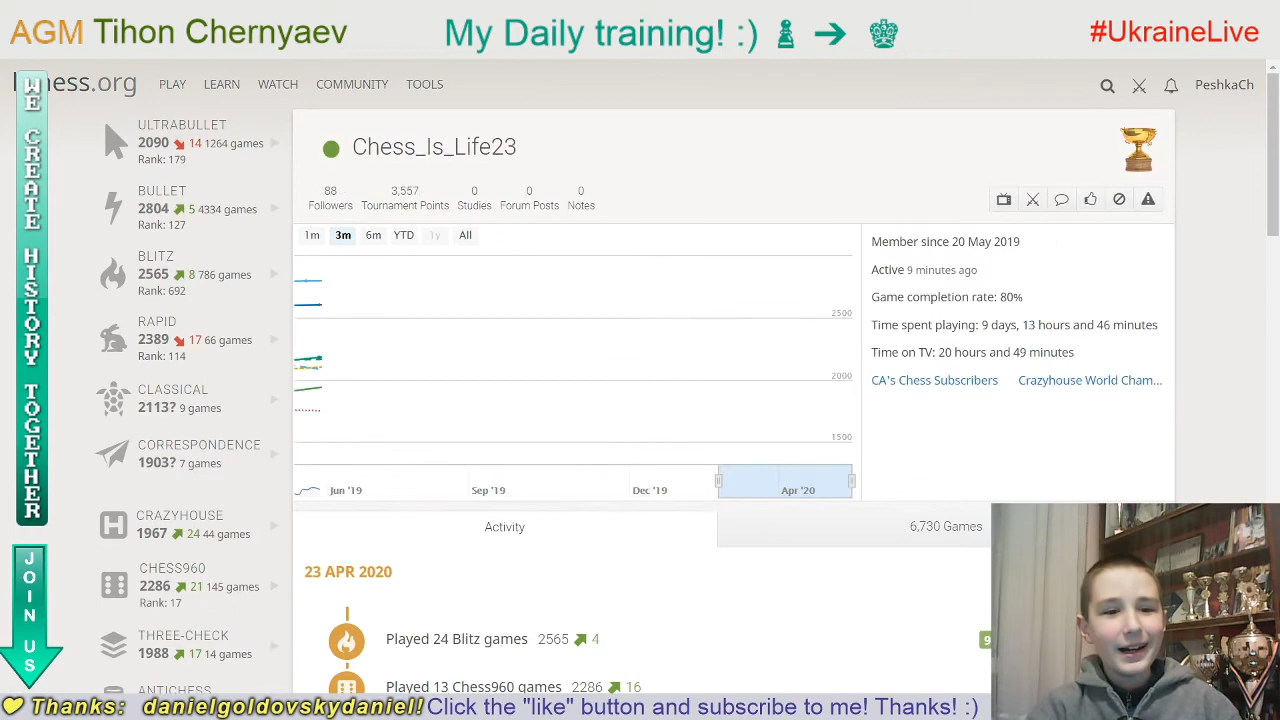 AGM Tihon Chernyaev
My Daily training! :)
#UkraineLive
WE CREATE HISTORY TOGETHER
JOIN US
hess.org
PLAY LEARN WATCH COMMUNITY TOOLS
PeshkaCh
ULTRABULLET
2090 14 1264 games
Rank: 179
BULLET
2804 5 4334 games
Rank: 127
BLITZ
2565 8 786 games
Rank: 692
RAPID
2389 17 66 games
Rank: 114
CLASSICAL
2113? 9 games
CORRESPONDENCE
1903? 7 games
CRAZYHOUSE
1967 24 44 games
CHESS960
2286 21 145 games
Rank: 17
THREE-CHECK
1988 17 14 games
ANTICHESS
Chess_Is_Life23
88 3,557 0 0 0
Followers Tournament Points Studies Forum Posts Notes
1m 3m 6m YTD 1y All
2500
2000
1500
Jun '19 Sep '19 Dec '19 Apr '20
Member since 20 May 2019
Active 9 minutes ago
Game completion rate: 80%
Time spent playing: 9 days, 13 hours and 46 minutes
Time on TV: 20 hours and 49 minutes
CA's Chess Subscribers Crazyhouse World Cham...
Activity 6,730 Games
23 APR 2020
Played 24 Blitz games 2565 4
9
Played 13 Chess960 games 2286 16
Thanks: danielgoldovskydaniel! Click the "like" button and subscribe to me! Thanks! :)